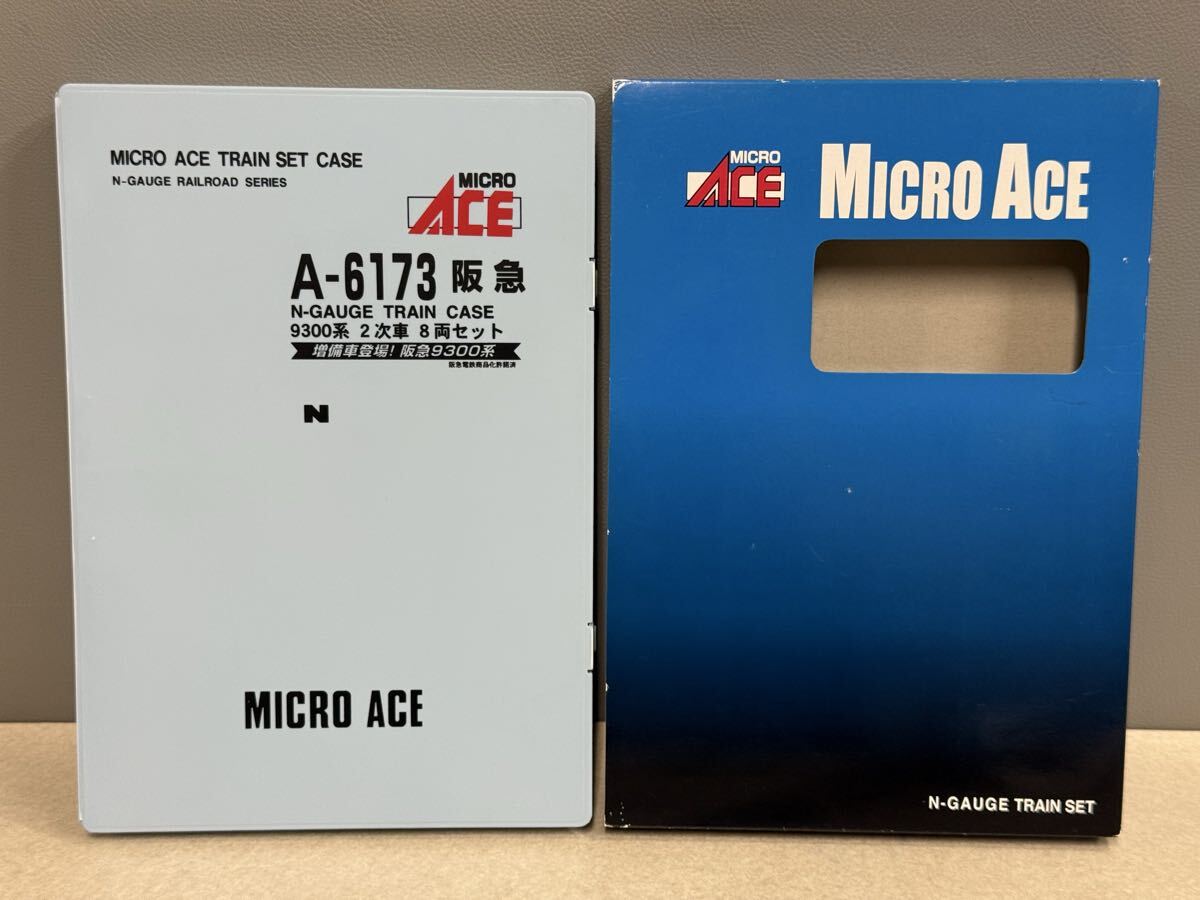 MICRO ACE TRAIN SET CASE
N-GAUGE RAILROAD SERIES
MICRO
ACE
A-6173 阪急
N-GAUGE TRAIN CASE
9300系 2次車 8両セット
増備車登場! 阪急9300系
阪急電鉄商品化許諾済
N
MICRO ACE
MICRO
ACE
MICRO ACE
N-GAUGE TRAIN SET